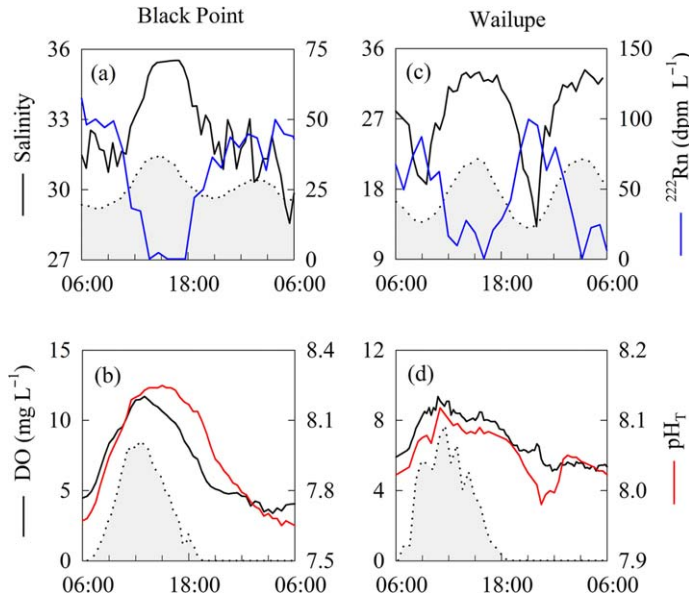 Black Point Wailupe
36 75 36 150
(a) (c)
33 50 27 100
Salinity
²²²Rn (dpm L⁻¹)
30 25 18 50
27 0 9 0
06:00 18:00 06:00 06:00 18:00 06:00
15 8.4 12 8.2
(b) (d)
10 8.2 8 8.1
DO (mg L⁻¹)
pH_T
5 7.8 4 8.0
0 7.5 0 7.9
06:00 18:00 06:00 06:00 18:00 06:00